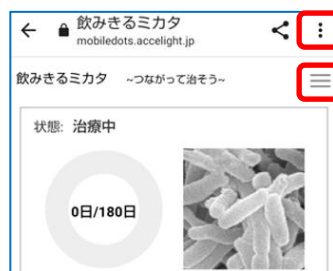 飲みきるミカタ
mobiledots.accelight.jp
飲みきるミカタ ~つながって治そう~
状態: 治療中
0日/180日